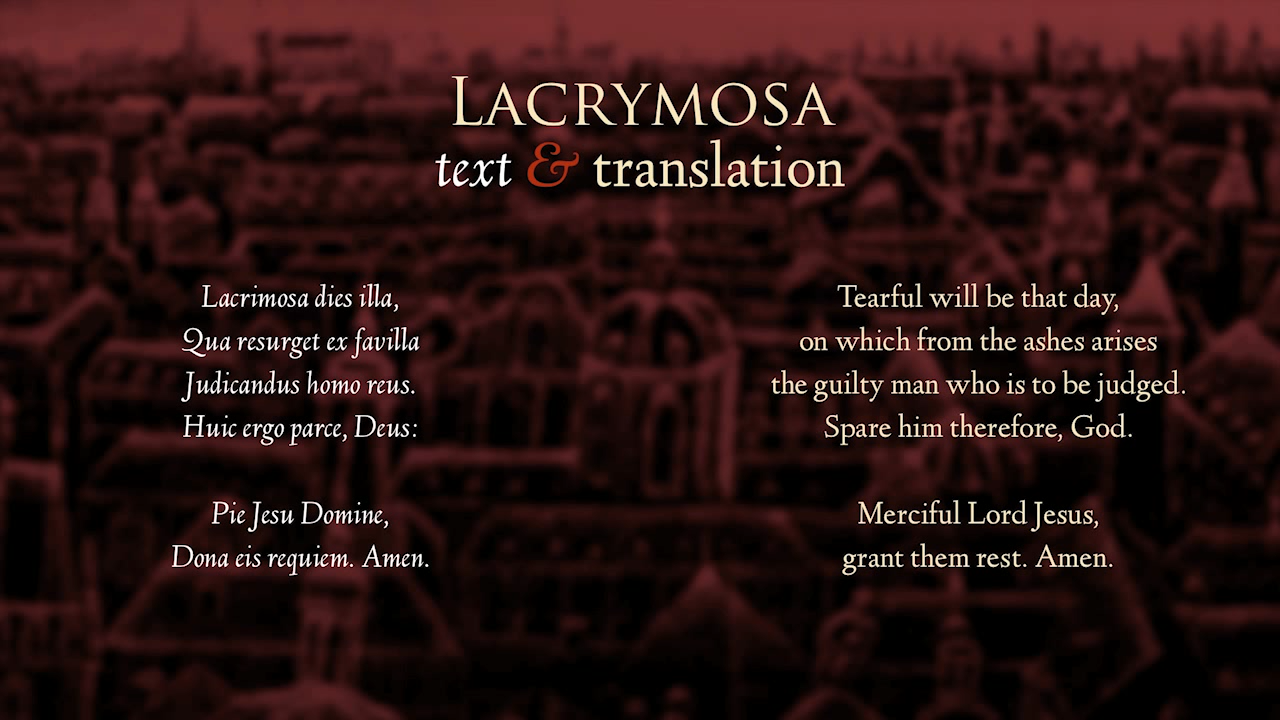 LACRYMOSA
text & translation
Lacrimosa dies illa,
Qua resurget ex favilla
Judicandus homo reus.
Huic ergo parce, Deus:
Pie Jesu Domine,
Dona eis requiem. Amen.
Tearful will be that day,
on which from the ashes arises
the guilty man who is to be judged.
Spare him therefore, God.
Merciful Lord Jesus,
grant them rest. Amen.